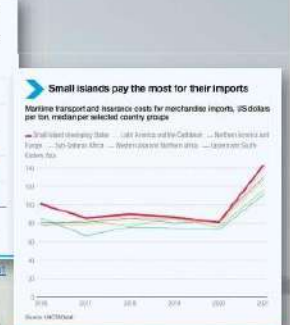 Small islands pay the most for their imports
Maritime transport and insurance costs for merchandise imports, US dollars
per ton, median per selected country groups
Small island developing States Latin America and the Caribbean Northern America and
Europe Sub-Saharan Africa Western Asia and Northern Africa Eastern and South-
Eastern Asia
140
120
100
80
60
40
20
0
2016 2017 2018 2019 2020 2021
Source: UNCTADstat